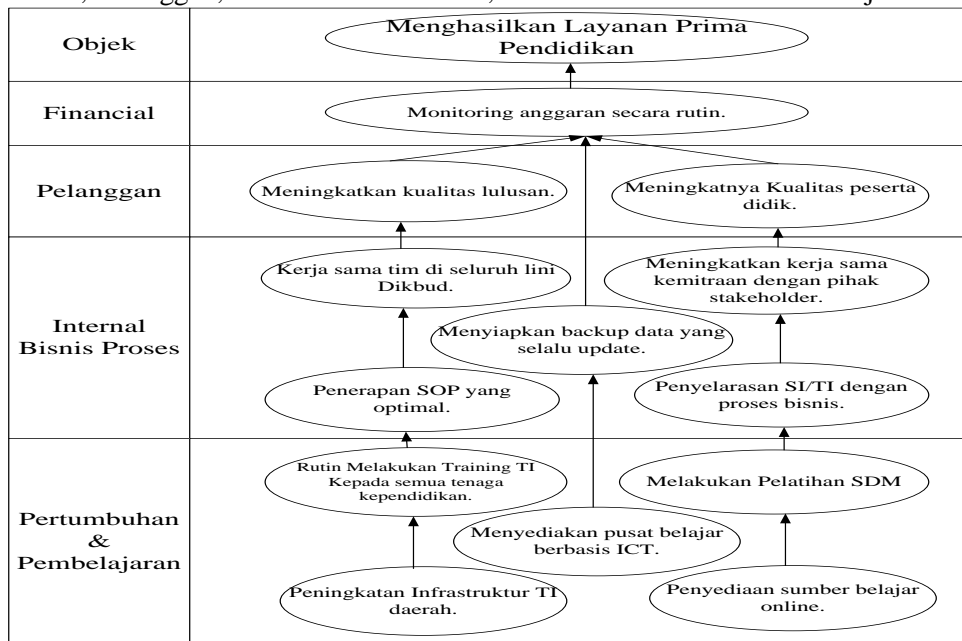 Objek
Menghasilkan Layanan Prima
Pendidikan
Financial
Monitoring anggaran secara rutin.
Pelanggan
Meningkatkan kualitas lulusan.
Meningkatnya Kualitas peserta
didik.
Internal
Bisnis Proses
Kerja sama tim di seluruh lini
Dikbud.
Meningkatkan kerja sama
kemitraan dengan pihak
stakeholder.
Menyiapkan backup data yang
selalu update.
Penerapan SOP yang
optimal.
Penyelarasan SI/TI dengan
proses bisnis.
Pertumbuhan
&
Pembelajaran
Rutin Melakukan Training TI
Kepada semua tenaga
kependidikan.
Melakukan Pelatihan SDM
Menyediakan pusat belajar
berbasis ICT.
Peningkatan Infrastruktur TI
daerah.
Penyediaan sumber belajar
online.